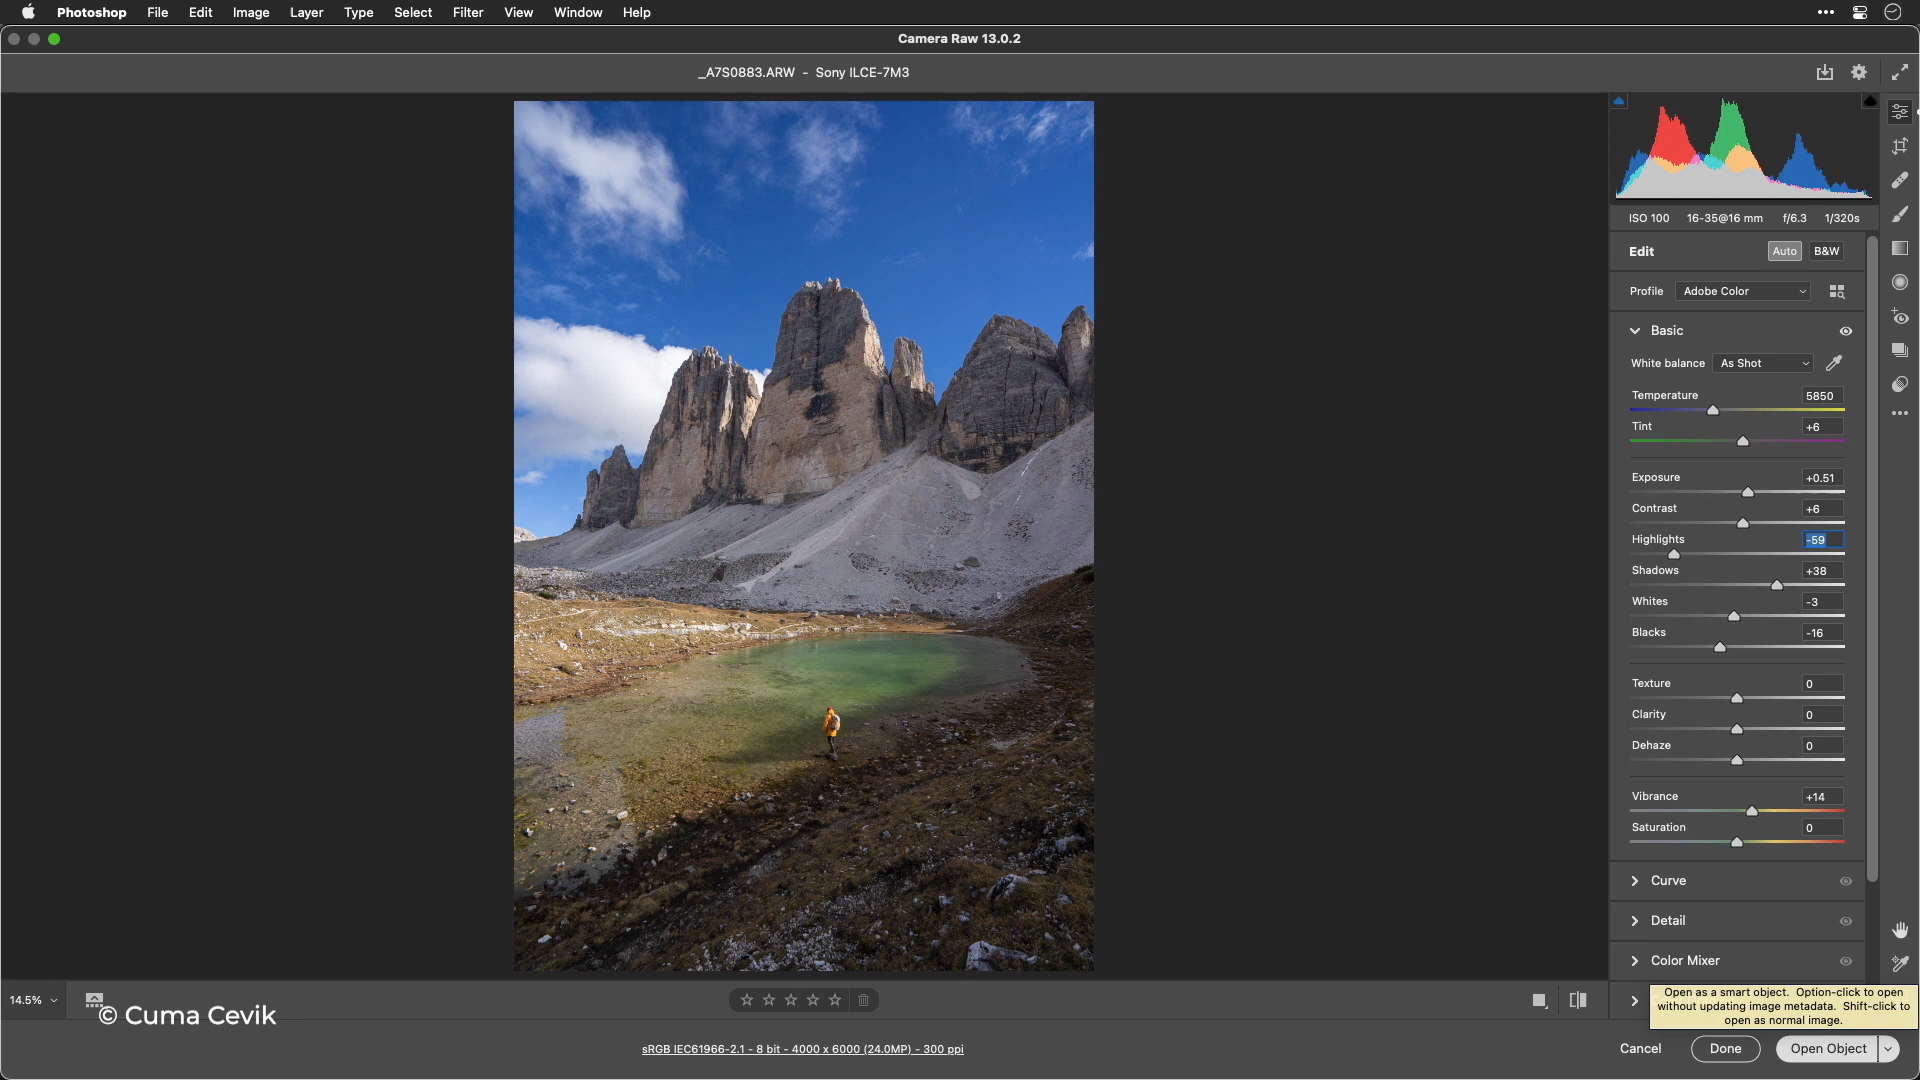 Photoshop File Edit Image Layer Type Select Filter View Window Help
Camera Raw 13.0.2
_A7S0883.ARW - Sony ILCE-7M3
ISO 100 16-35@16 mm f/6.3 1/320s
Edit Auto B&W
Profile Adobe Color
Basic
White balance As Shot
Temperature 5850
Tint +6
Exposure +0.51
Contrast +6
Highlights -59
Shadows +38
Whites -3
Blacks -16
Texture 0
Clarity 0
Dehaze 0
Vibrance +14
Saturation 0
Curve
Detail
Color Mixer
14.5%
© Cuma Cevik
Open as a smart object. Option-click to open
without updating image metadata. Shift-click to
open as normal image.
sRGB IEC61966-2.1 - 8 bit - 4000 x 6000 (24.0MP) - 300 ppi
Cancel Done Open Object